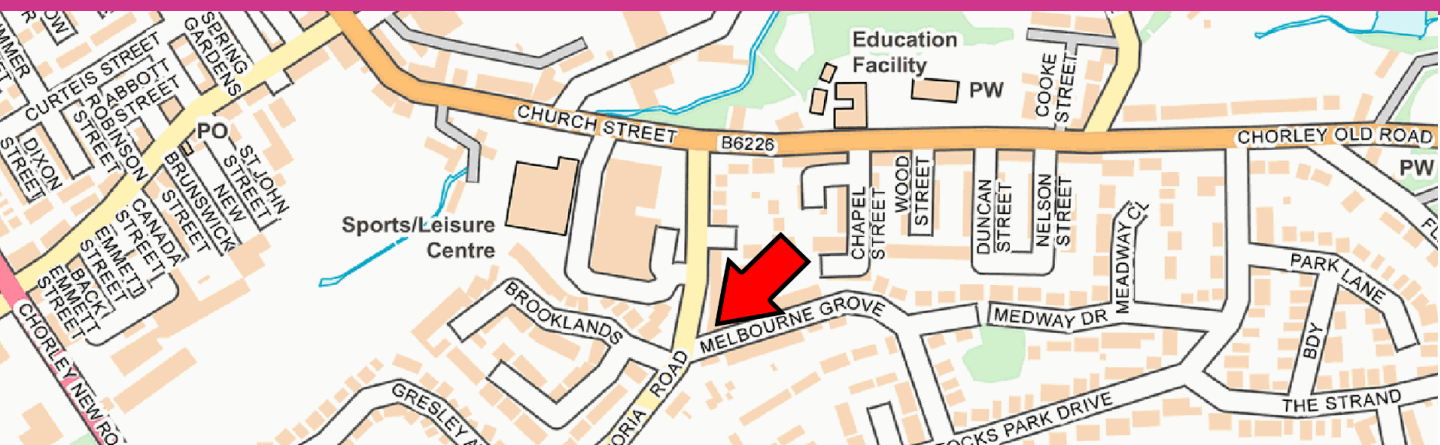 SPRING
GARDENS
CURTEIS STREET
ABBOTT
STREET
ROBINSON
STREET
DIXON
STREET
PO
ST JOHN
STREET
NEW
BRUNSWICK
STREET
CANADA
STREET
EMMETT
STREET
BACK
EMMETT
STREET
CHORLEY NEW RO
CHURCH STREET
B6226
Education
Facility
PW
COOKE
STREET
CHORLEY OLD ROAD
PW
Sports/Leisure
Centre
CHAPEL
STREET
WOOD
STREET
DUNCAN
STREET
NELSON
STREET
MEADWAY CL
PARK LANE
BROOKLANDS
MELBOURNE GROVE
MEDWAY DR
BDY
GRESLEY A
ORIA ROAD
OCKS PARK DRIVE
THE STRAND